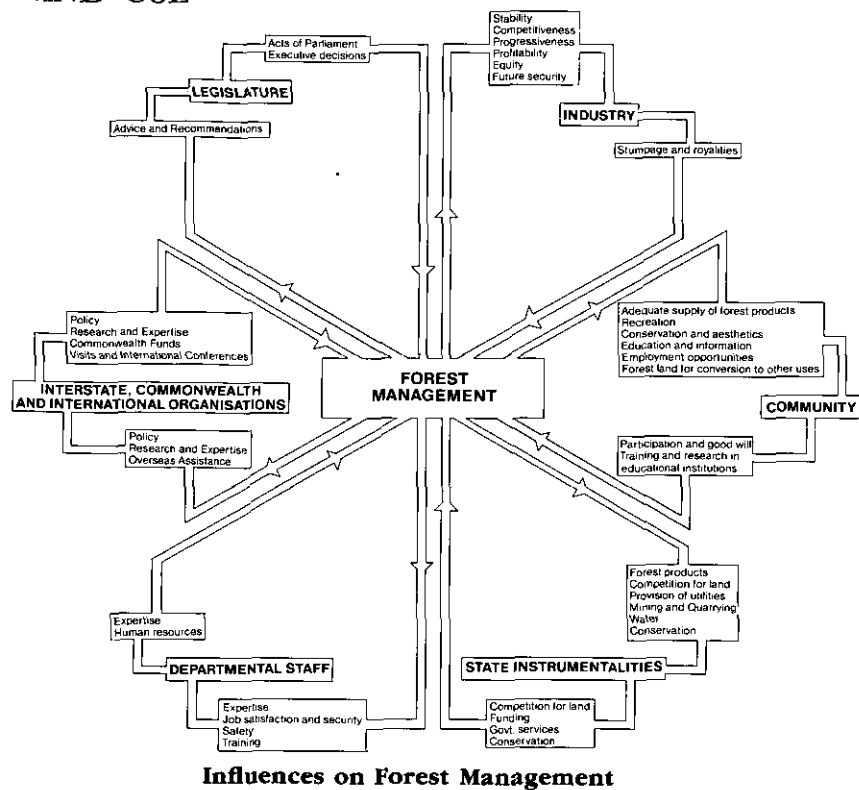 AND USE
Acts of Parliament
Executive decisions
LEGISLATURE
Advice and Recommendations
Stability
Competitiveness
Progressiveness
Profitability
Equity
Future security
INDUSTRY
Stumpage and royalities
Policy
Research and Expertise
Commonwealth Funds
Visits and International Conferences
INTERSTATE, COMMONWEALTH
AND INTERNATIONAL ORGANISATIONS
Policy
Research and Expertise
Overseas Assistance
FOREST
MANAGEMENT
Adequate supply of forest products
Recreation
Conservation and aesthetics
Education and information
Employment opportunities
Forest land for conversion to other uses
COMMUNITY
Participation and good will
Training and research in
educational institutions
Expertise
Human resources
DEPARTMENTAL STAFF
Expertise
Job satisfaction and security
Safety
Training
Forest products
Competition for land
Provision of utilities
Mining and Quarrying
Water
Conservation
STATE INSTRUMENTALITIES
Competition for land
Funding
Govt. services
Conservation
Influences on Forest Management